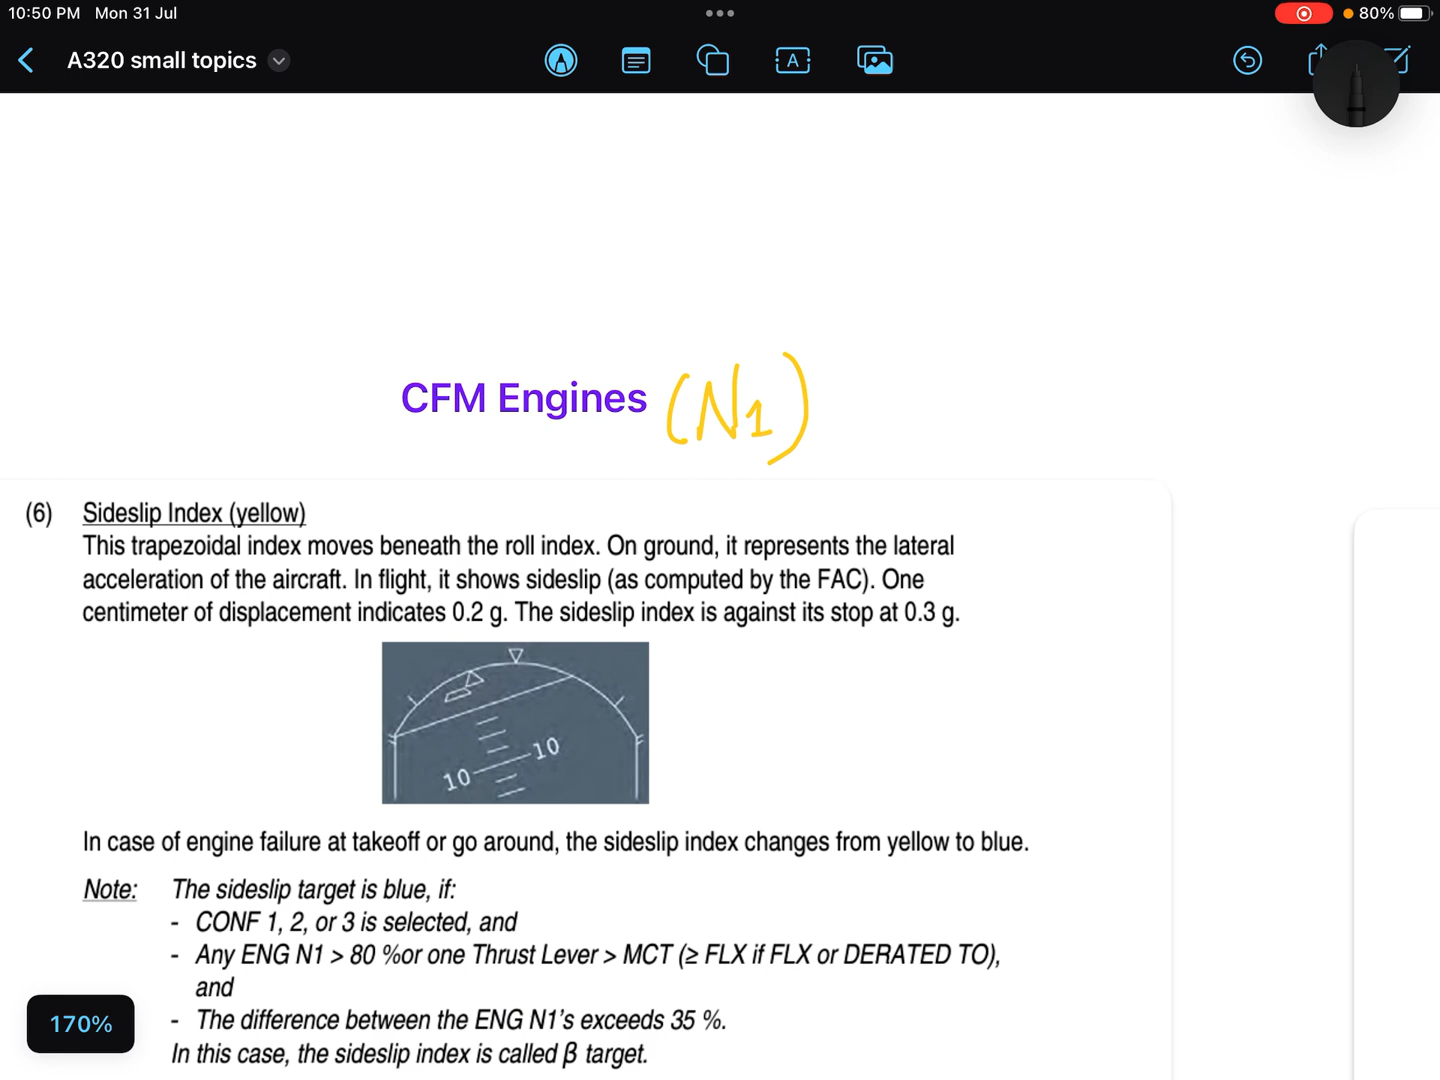 10:50 PM Mon 31 Jul
80%
A320 small topics
A
CFM Engines (N1)
(6) Sideslip Index (yellow)
This trapezoidal index moves beneath the roll index. On ground, it represents the lateral
acceleration of the aircraft. In flight, it shows sideslip (as computed by the FAC). One
centimeter of displacement indicates 0.2 g. The sideslip index is against its stop at 0.3 g.
10 10
In case of engine failure at takeoff or go around, the sideslip index changes from yellow to blue.
Note: The sideslip target is blue, if:
- CONF 1, 2, or 3 is selected, and
- Any ENG N1 > 80 %or one Thrust Lever > MCT (≥ FLX if FLX or DERATED TO),
and
- The difference between the ENG N1's exceeds 35 %.
In this case, the sideslip index is called β target.
170%